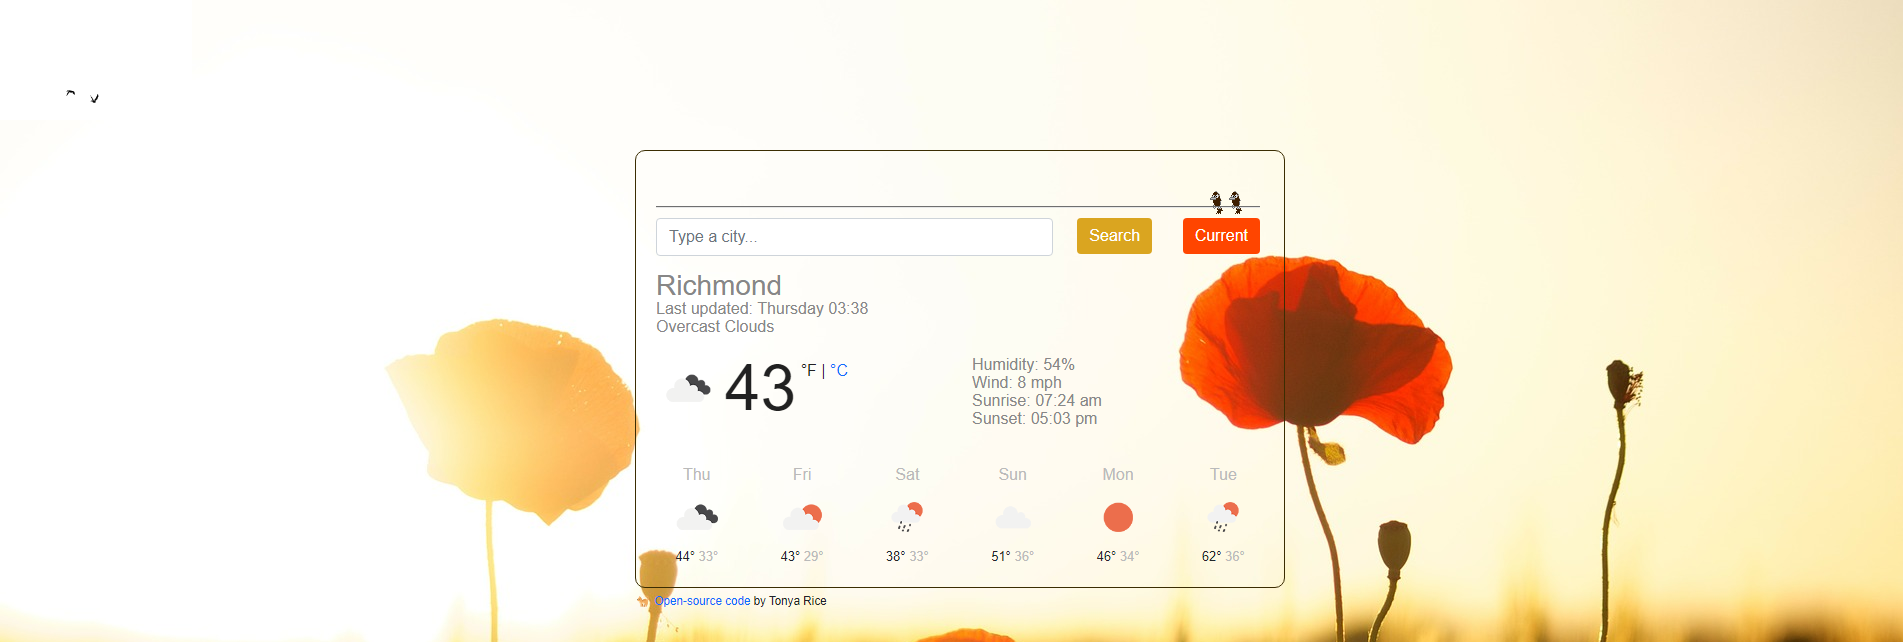 Type a city...
Search
Current
Richmond
Last updated: Thursday 03:38
Overcast Clouds
43 °F | °C
Humidity: 54%
Wind: 8 mph
Sunrise: 07:24 am
Sunset: 05:03 pm
Thu Fri Sat Sun Mon Tue
44° 33° 43° 29° 38° 33° 51° 36° 46° 34° 62° 36°
Open-source code by Tonya Rice